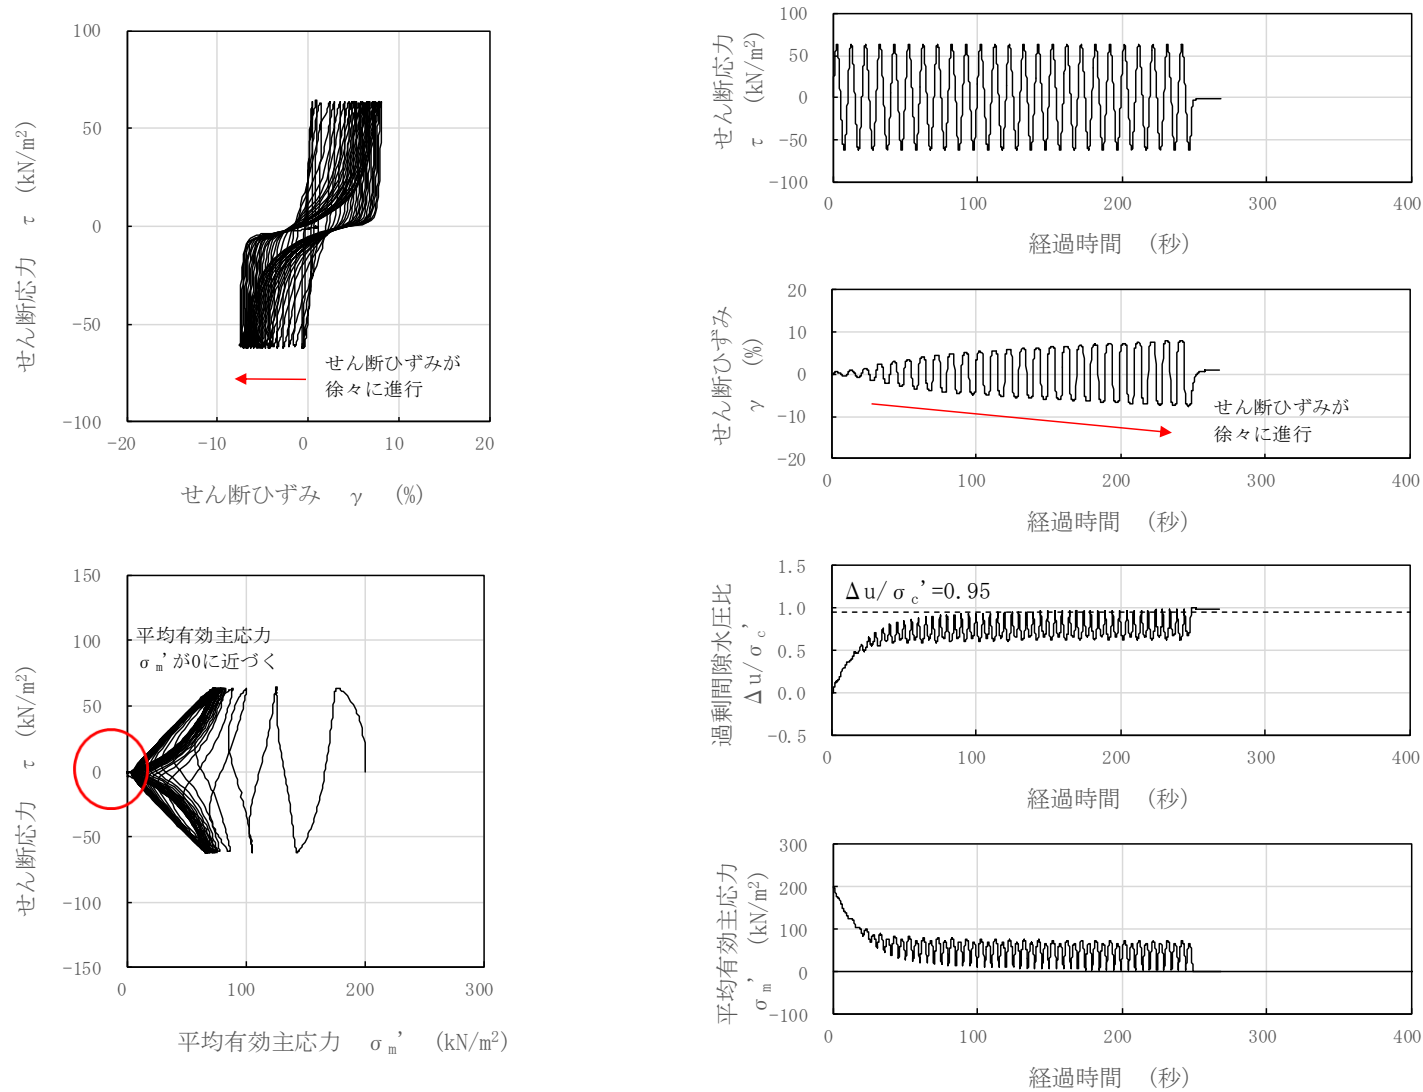 100
50
0
-50
-100
-20
-10
0
10
20
せん断応力 τ (kN/m²)
せん断ひずみ γ (%)
せん断ひずみが
徐々に進行
100
50
0
-50
-100
0
100
200
300
400
せん断応力
τ (kN/m²)
経過時間 (秒)
20
10
0
-10
-20
0
100
200
300
400
せん断ひずみ
γ (%)
経過時間 (秒)
せん断ひずみが
徐々に進行
150
100
50
0
-50
-100
-150
0
100
200
300
せん断応力 τ (kN/m²)
平均有効主応力 σm' (kN/m²)
平均有効主応力
σm'が0に近づく
1.5
1.0
0.5
0.0
-0.5
0
100
200
300
400
過剰間隙水圧比
Δu/σc'
Δu/σc'=0.95
経過時間 (秒)
300
200
100
0
-100
0
100
200
300
400
平均有効主応力
σm' (kN/m²)
経過時間 (秒)